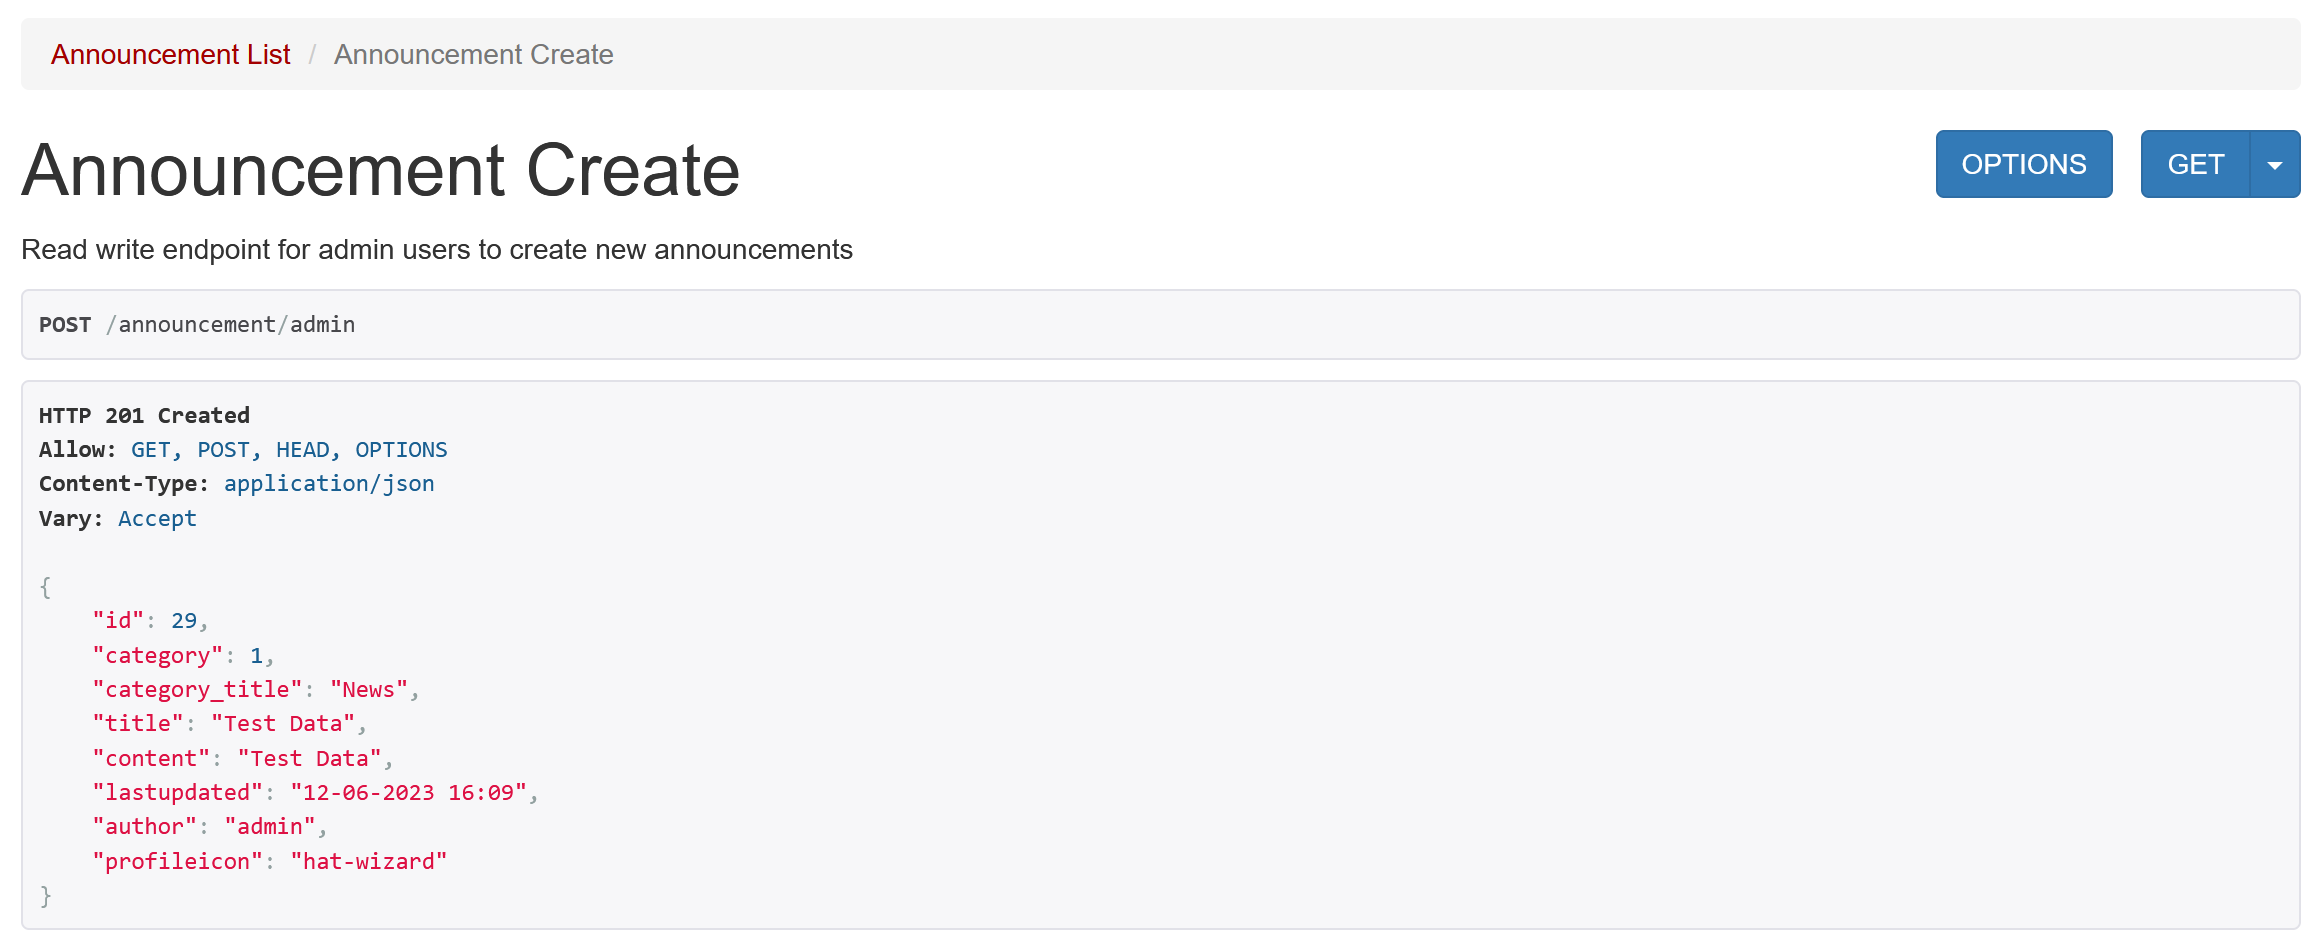 Announcement List / Announcement Create
Announcement Create
OPTIONS
GET
Read write endpoint for admin users to create new announcements
POST /announcement/admin
HTTP 201 Created
Allow: GET, POST, HEAD, OPTIONS
Content-Type: application/json
Vary: Accept
{
    "id": 29,
    "category": 1,
    "category_title": "News",
    "title": "Test Data",
    "content": "Test Data",
    "lastupdated": "12-06-2023 16:09",
    "author": "admin",
    "profileicon": "hat-wizard"
}